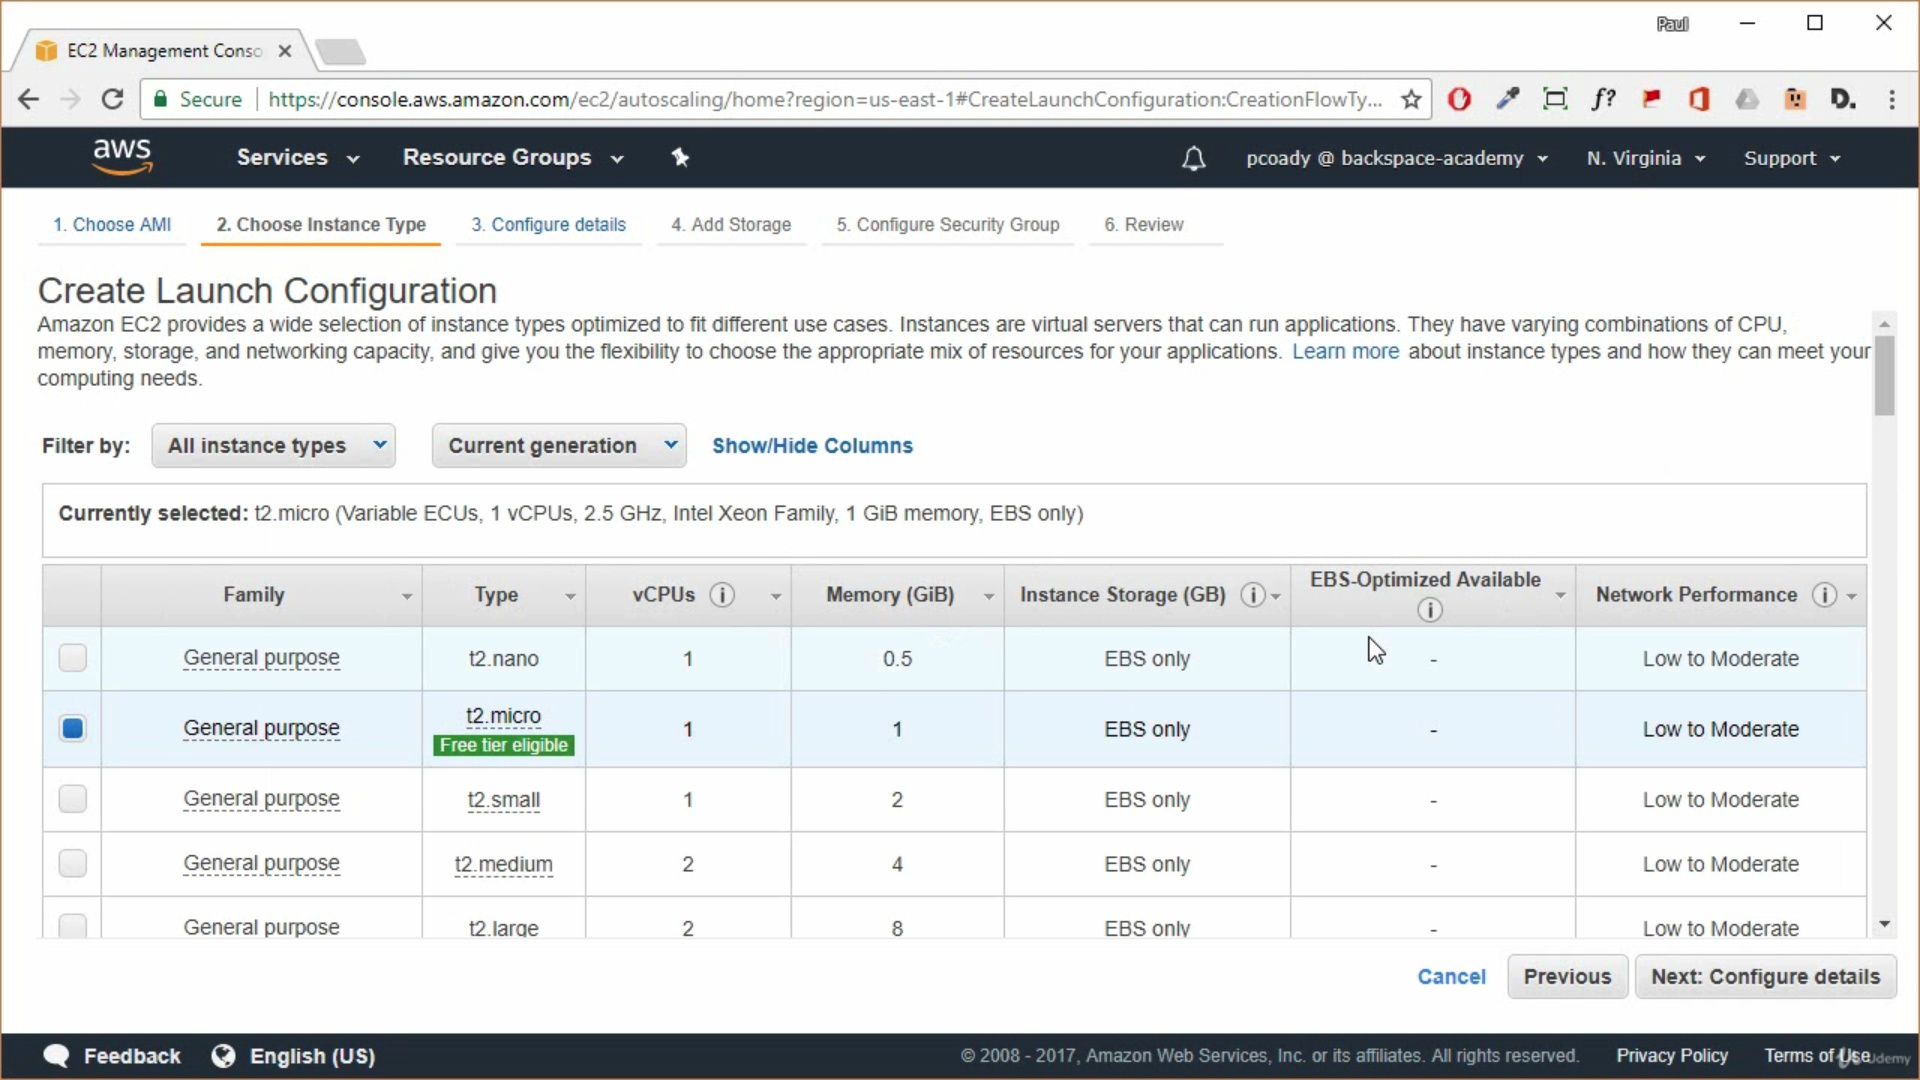 Paul
EC2 Management Conso
Secure
https://console.aws.amazon.com/ec2/autoscaling/home?region=us-east-1#CreateLaunchConfiguration:CreationFlowTy...
f?
D.
aws
Services
Resource Groups
pcoady @ backspace-academy
N. Virginia
Support
1. Choose AMI
2. Choose Instance Type
3. Configure details
4. Add Storage
5. Configure Security Group
6. Review
Create Launch Configuration
Amazon EC2 provides a wide selection of instance types optimized to fit different use cases. Instances are virtual servers that can run applications. They have varying combinations of CPU,
memory, storage, and networking capacity, and give you the flexibility to choose the appropriate mix of resources for your applications. Learn more about instance types and how they can meet your
computing needs.
Filter by: All instance types Current generation Show/Hide Columns
Currently selected: t2.micro (Variable ECUs, 1 vCPUs, 2.5 GHz, Intel Xeon Family, 1 GiB memory, EBS only)
Family Type vCPUs i Memory (GiB) Instance Storage (GB) i EBS-Optimized Available i Network Performance i
General purpose t2.nano 1 0.5 EBS only - Low to Moderate
General purpose t2.micro Free tier eligible 1 1 EBS only - Low to Moderate
General purpose t2.small 1 2 EBS only - Low to Moderate
General purpose t2.medium 2 4 EBS only - Low to Moderate
General purpose t2.large 2 8 EBS only - Low to Moderate
Cancel Previous Next: Configure details
Feedback English (US)
© 2008 - 2017, Amazon Web Services, Inc. or its affiliates. All rights reserved. Privacy Policy Terms of Use
Udemy